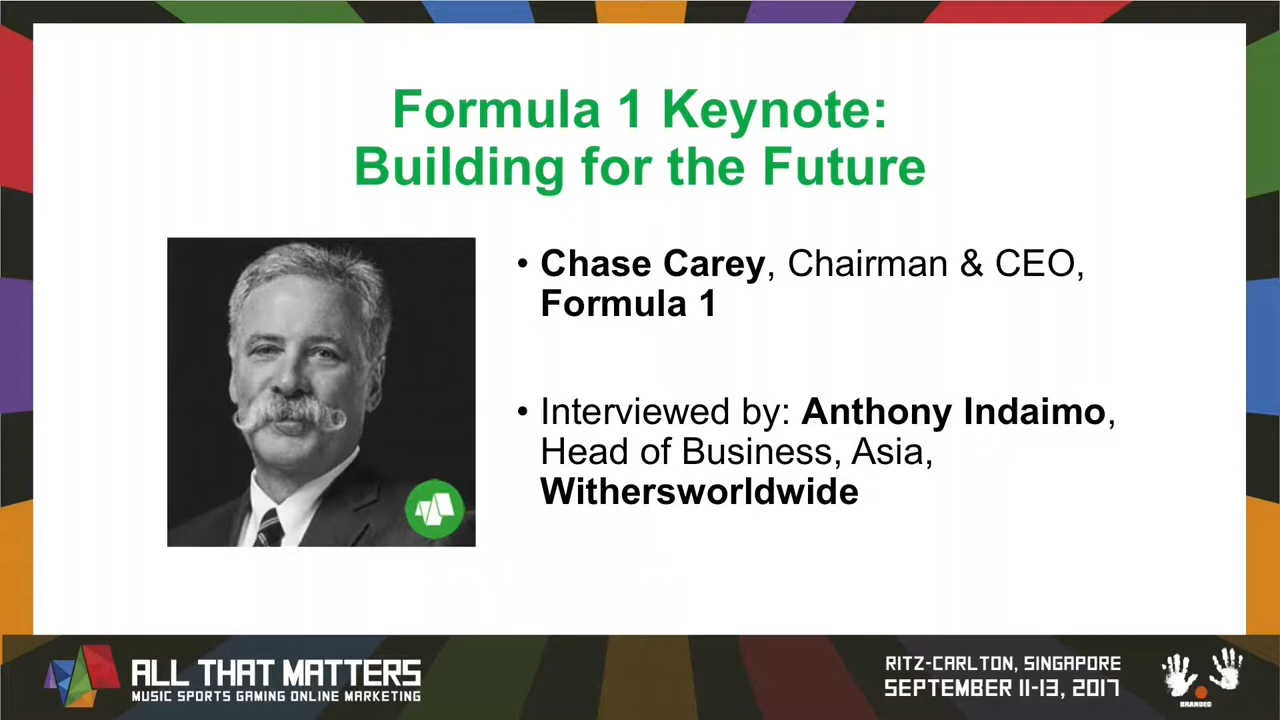 Formula 1 Keynote:
Building for the Future
• Chase Carey, Chairman & CEO,
Formula 1
• Interviewed by: Anthony Indaimo,
Head of Business, Asia,
Withersworldwide
ALL THAT MATTERS
MUSIC SPORTS GAMING ONLINE MARKETING
RITZ-CARLTON, SINGAPORE
SEPTEMBER 11-13, 2017
BRANDED